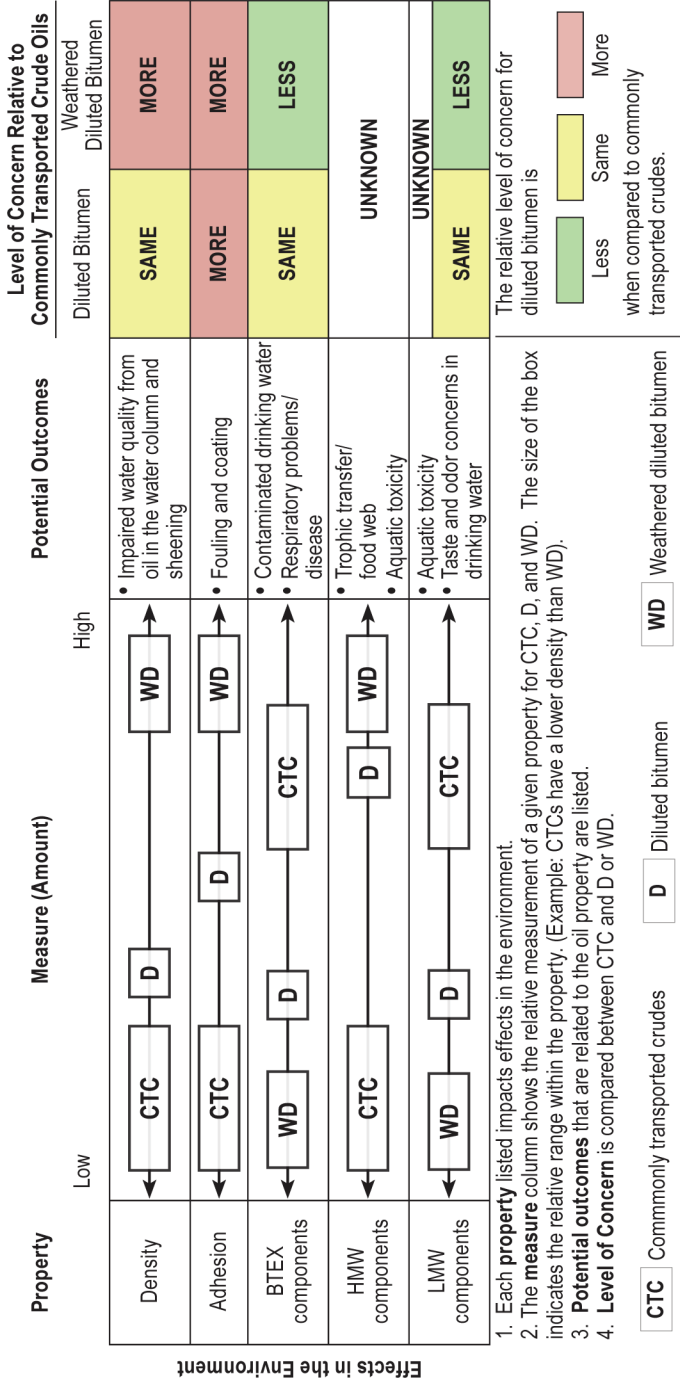 Property
Measure (Amount)
Potential Outcomes
Level of Concern Relative to
Commonly Transported Crude Oils
Low
High
Diluted Bitumen
Weathered
Diluted Bitumen
Effects in the Environment
Density
CTC
D
WD
• Impaired water quality from
oil in the water column and
sheening
SAME
MORE
Adhesion
CTC
D
WD
• Fouling and coating
MORE
MORE
BTEX
components
WD
D
CTC
• Contaminated drinking water
• Respiratory problems/
disease
SAME
LESS
HMW
components
CTC
D
WD
• Trophic transfer/
food web
• Aquatic toxicity
UNKNOWN
LMW
components
WD
D
CTC
• Aquatic toxicity
• Taste and odor concerns in
drinking water
UNKNOWN
SAME
LESS
1. Each property listed impacts effects in the environment.
2. The measure column shows the relative measurement of a given property for CTC, D, and WD. The size of the box
indicates the relative range within the property. (Example: CTCs have a lower density than WD).
3. Potential outcomes that are related to the oil property are listed.
4. Level of Concern is compared between CTC and D or WD.
CTC Commmonly transported crudes
D Diluted bitumen
WD Weathered diluted bitumen
The relative level of concern for
diluted bitumen is
Less
Same
More
when compared to commonly
transported crudes.